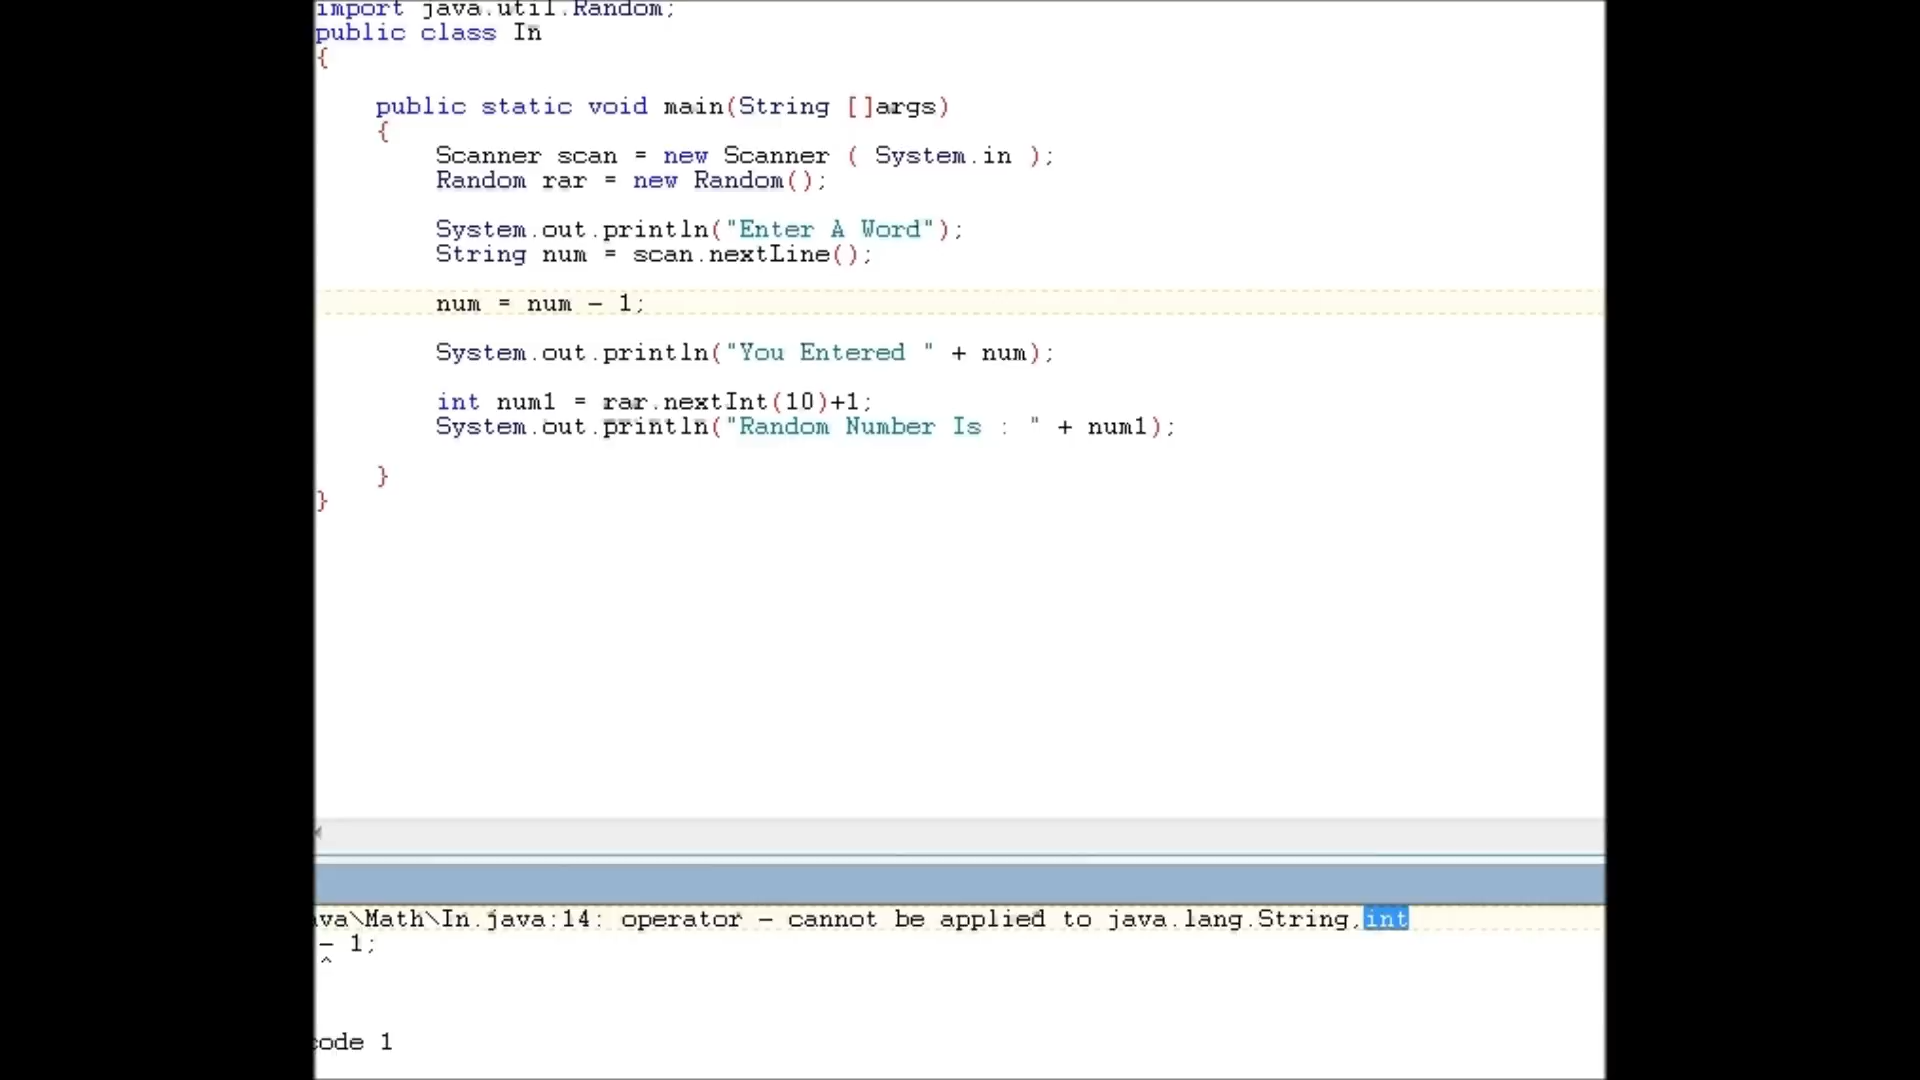 import java.util.Random;
public class In
{
public static void main(String []args)
{
Scanner scan = new Scanner ( System.in );
Random rar = new Random();
System.out.println("Enter A Word");
String num = scan.nextLine();
num = num - 1;
System.out.println("You Entered " + num);
int num1 = rar.nextInt(10)+1;
System.out.println("Random Number Is : " + num1);
}
}
ava\Math\In.java:14: operator - cannot be applied to java.lang.String,int
- 1;
^
code 1